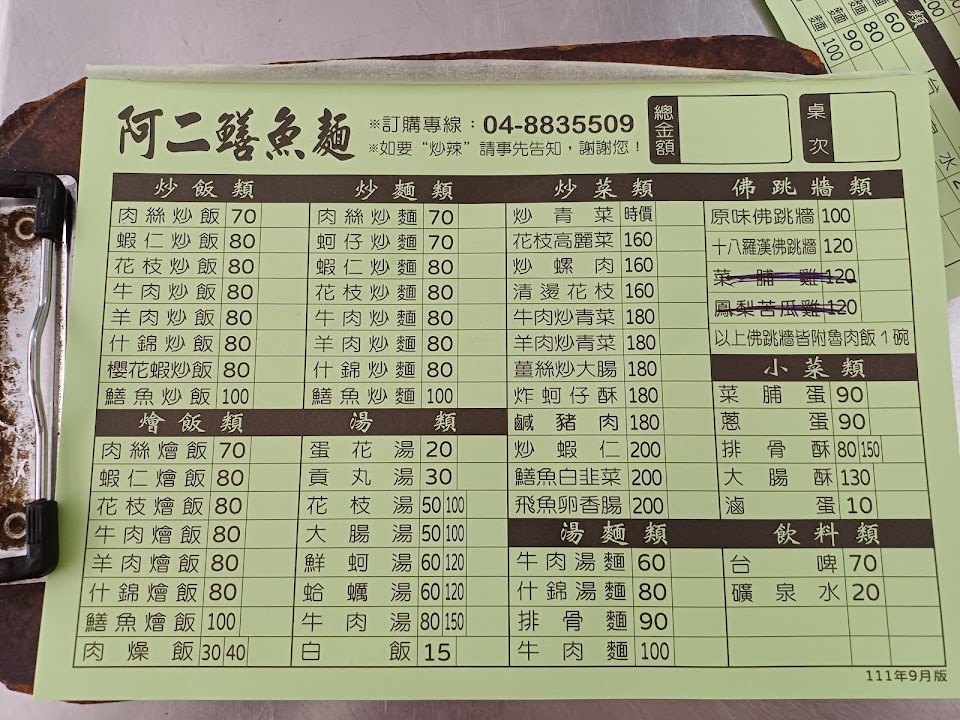 阿二鱔魚麵
※訂購專線：04-8835509
※如要“炒辣”請事先告知，謝謝您！
總金額
桌次
炒飯類
肉絲炒飯 70
蝦仁炒飯 80
花枝炒飯 80
牛肉炒飯 80
羊肉炒飯 80
什錦炒飯 80
櫻花蝦炒飯 80
鱔魚炒飯 100
燴飯類
肉絲燴飯 70
蝦仁燴飯 80
花枝燴飯 80
牛肉燴飯 80
羊肉燴飯 80
什錦燴飯 80
鱔魚燴飯 100
肉燥飯 30 40
炒麵類
肉絲炒麵 70
蚵仔炒麵 70
蝦仁炒麵 80
花枝炒麵 80
牛肉炒麵 80
羊肉炒麵 80
什錦炒麵 80
鱔魚炒麵 100
湯類
蛋花湯 20
貢丸湯 30
花枝湯 50 100
大腸湯 50 100
鮮蚵湯 60 120
蛤蠣湯 60 120
牛肉湯 80 150
白飯 15
炒菜類
炒青菜 時價
花枝高麗菜 160
炒螺肉 160
清燙花枝 160
牛肉炒青菜 180
羊肉炒青菜 180
薑絲炒大腸 180
炸蚵仔酥 180
鹹豬肉 180
炒蝦仁 200
鱔魚白韭菜 200
飛魚卵香腸 200
湯麵類
牛肉湯麵 60
什錦湯麵 80
排骨麵 90
牛肉麵 100
佛跳牆類
原味佛跳牆 100
十八羅漢佛跳牆 120
菜脯雞 120
鳳梨苦瓜雞 120
以上佛跳牆皆附魯肉飯1碗
小菜類
菜脯蛋 90
蔥蛋 90
排骨酥 80 150
大腸酥 130
滷蛋 10
飲料類
台啤 70
礦泉水 20
111年9月版